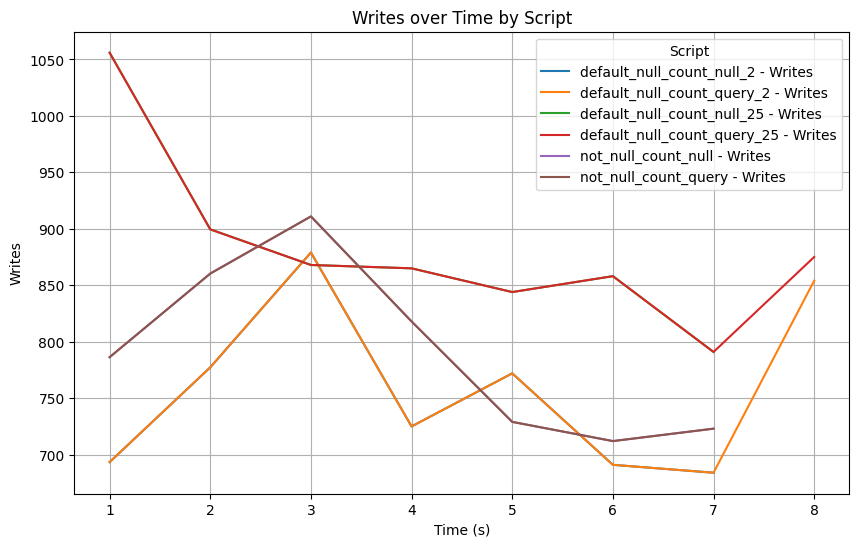 Writes over Time by Script
Script
default_null_count_null_2 - Writes
default_null_count_query_2 - Writes
default_null_count_null_25 - Writes
default_null_count_query_25 - Writes
not_null_count_null - Writes
not_null_count_query - Writes
Writes
1050
1000
950
900
850
800
750
700
1 2 3 4 5 6 7 8
Time (s)